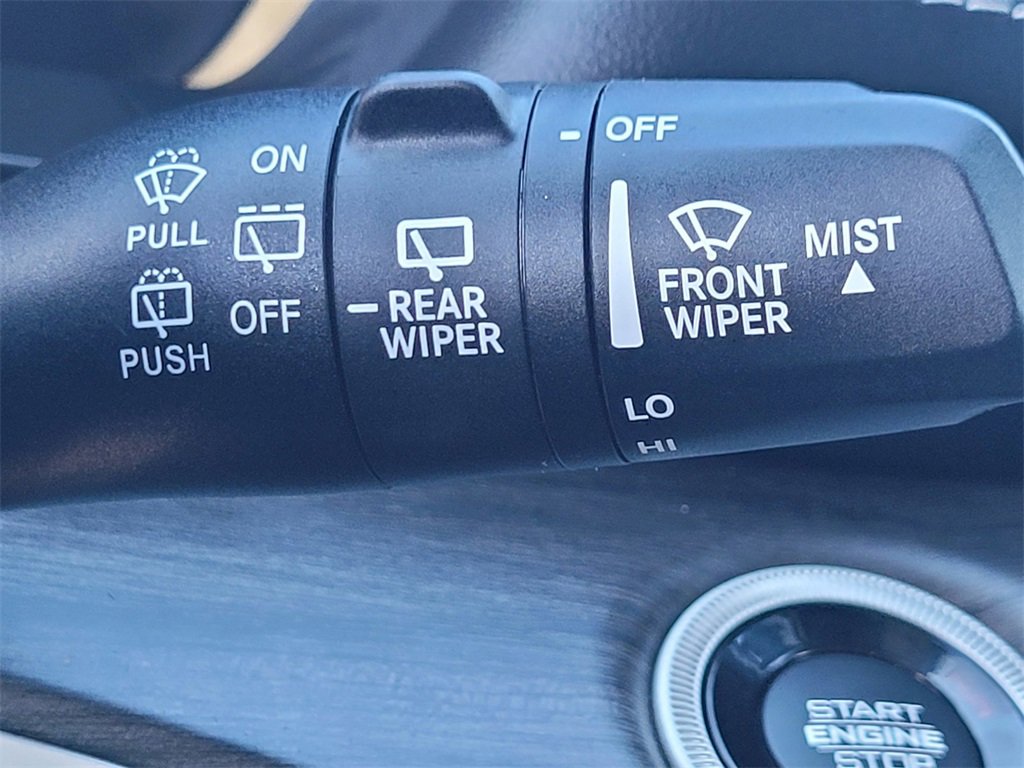 PULL
PUSH
ON
OFF
REAR
WIPER
OFF
FRONT
WIPER
MIST
LO
HI
START
ENGINE
STOP